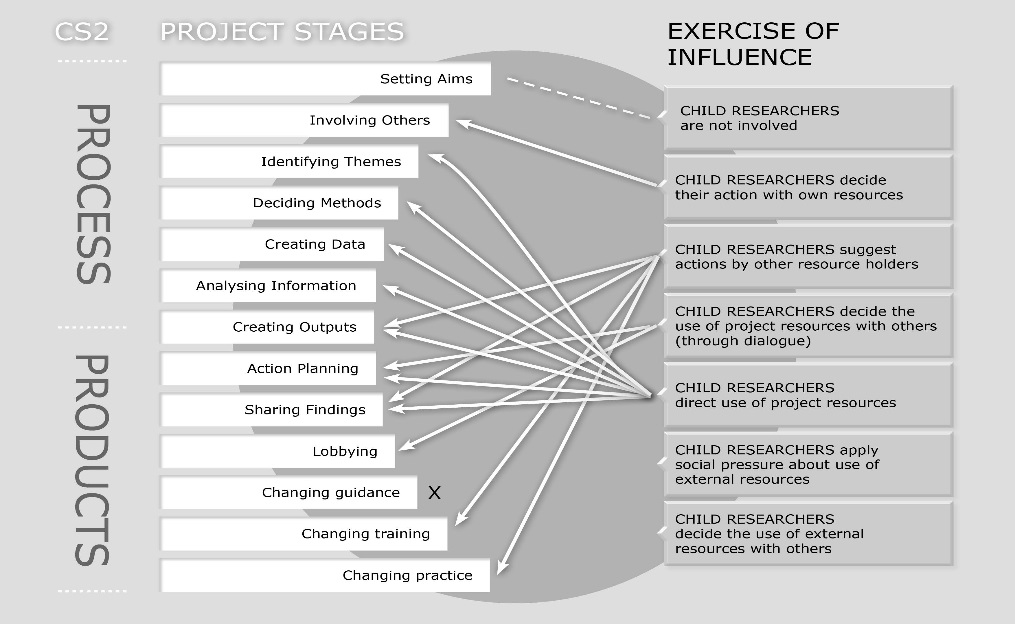 CS2
PROJECT STAGES
EXERCISE OF
INFLUENCE
PROCESS
PRODUCTS
Setting Aims
Involving Others
Identifying Themes
Deciding Methods
Creating Data
Analysing Information
Creating Outputs
Action Planning
Sharing Findings
Lobbying
Changing guidance X
Changing training
Changing practice
CHILD RESEARCHERS
are not involved
CHILD RESEARCHERS decide
their action with own resources
CHILD RESEARCHERS suggest
actions by other resource holders
CHILD RESEARCHERS decide the
use of project resources with others
(through dialogue)
CHILD RESEARCHERS
direct use of project resources
CHILD RESEARCHERS apply
social pressure about use of
external resources
CHILD RESEARCHERS
decide the use of external
resources with others